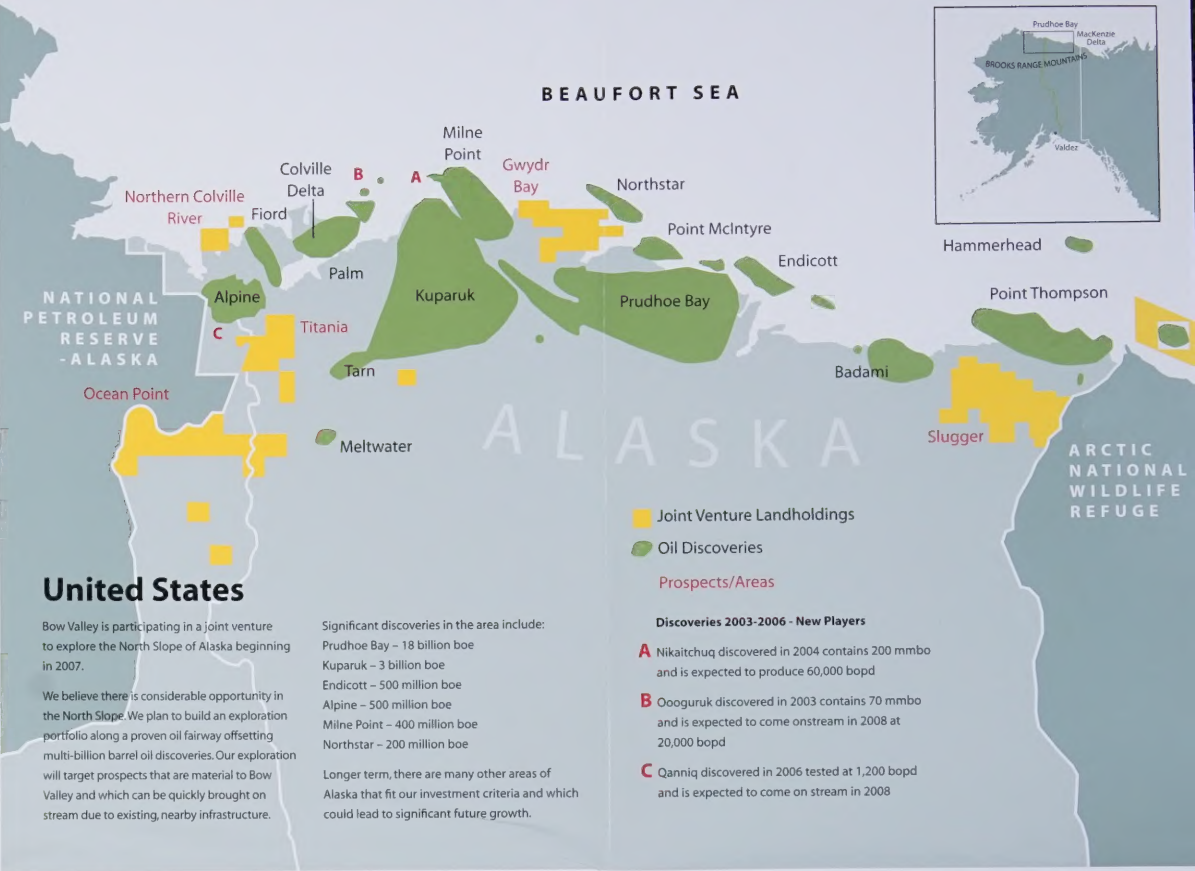 Prudhoe Bay
MacKenzie
Delta
BROOKS RANGE MOUNTAINS
Valdez
BEAUFORT SEA
Milne
Point
Gwydr
Bay
Colville
Delta
B
A
Northstar
Northern Colville
River
Fiord
Point McIntyre
Hammerhead
Endicott
Palm
Alpine
Kuparuk
Prudhoe Bay
Point Thompson
NATIONAL
PETROLEUM
RESERVE
-ALASKA
C
Titania
Tarn
Badami
Ocean Point
ALASKA
Meltwater
Slugger
ARCTIC
NATIONAL
WILDLIFE
REFUGE
Joint Venture Landholdings
Oil Discoveries
Prospects/Areas
United States
Bow Valley is participating in a joint venture
to explore the North Slope of Alaska beginning
in 2007.
We believe there is considerable opportunity in
the North Slope. We plan to build an exploration
portfolio along a proven oil fairway offsetting
multi-billion barrel oil discoveries. Our exploration
will target prospects that are material to Bow
Valley and which can be quickly brought on
stream due to existing, nearby infrastructure.
Significant discoveries in the area include:
Prudhoe Bay – 18 billion boe
Kuparuk – 3 billion boe
Endicott – 500 million boe
Alpine – 500 million boe
Milne Point – 400 million boe
Northstar – 200 million boe
Longer term, there are many other areas of
Alaska that fit our investment criteria and which
could lead to significant future growth.
Discoveries 2003-2006 - New Players
A Nikaitchuq discovered in 2004 contains 200 mmbo
and is expected to produce 60,000 bopd
B Oooguruk discovered in 2003 contains 70 mmbo
and is expected to come onstream in 2008 at
20,000 bopd
C Qanniq discovered in 2006 tested at 1,200 bopd
and is expected to come on stream in 2008